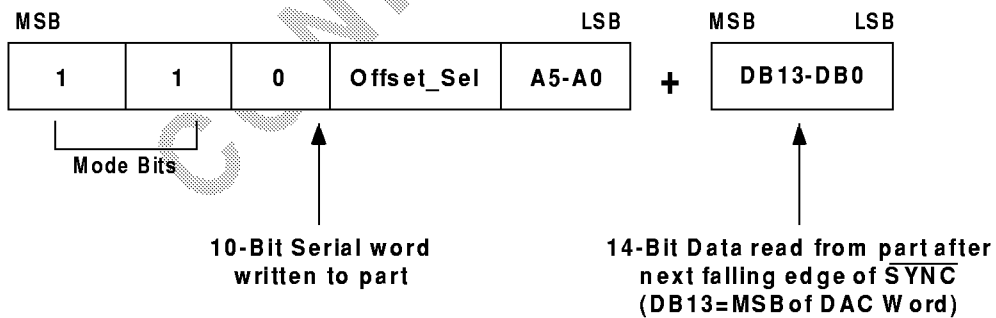 MSB LSB MSB LSB
1 1 0 Offset_Sel A5-A0 + DB13-DB0
Mode Bits
10-Bit Serial word
written to part
14-Bit Data read from part after
next falling edge of SYNC
(DB13=MSB of DAC Word)